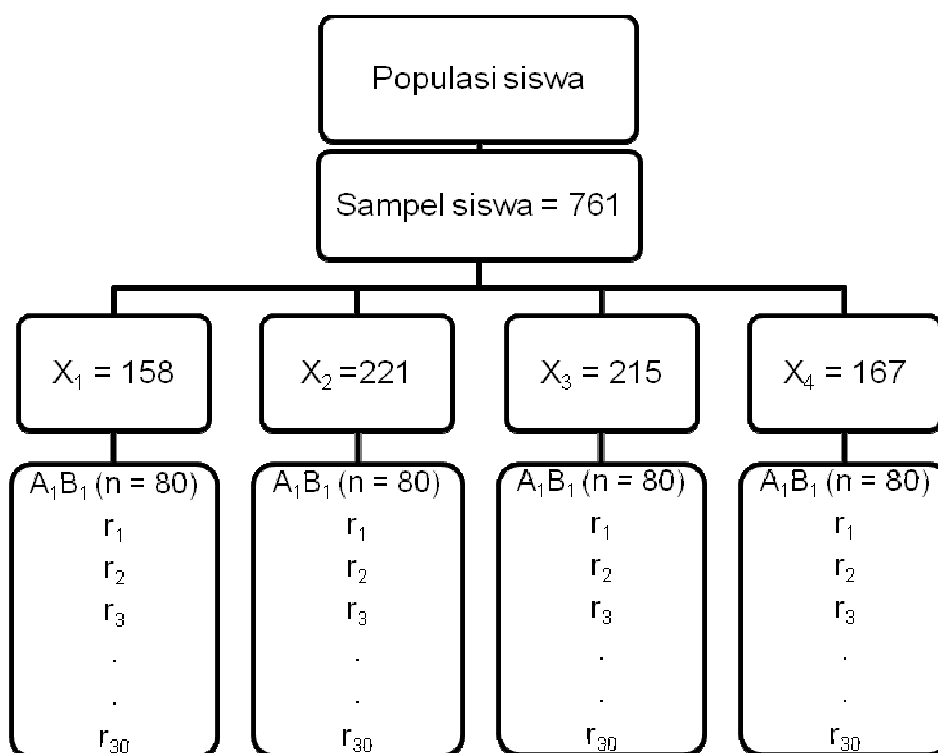 Populasi siswa
Sampel siswa = 761
X₁ = 158
X₂ =221
X₃ = 215
X₄ = 167
A₁B₁ (n = 80)
r₁
r₂
r₃
.
.
r₃₀
A₁B₁ (n = 80)
r₁
r₂
r₃
.
.
r₃₀
A₁B₁ (n = 80)
r₁
r₂
r₃
.
.
r₃₀
A₁B₁ (n = 80)
r₁
r₂
r₃
.
.
r₃₀